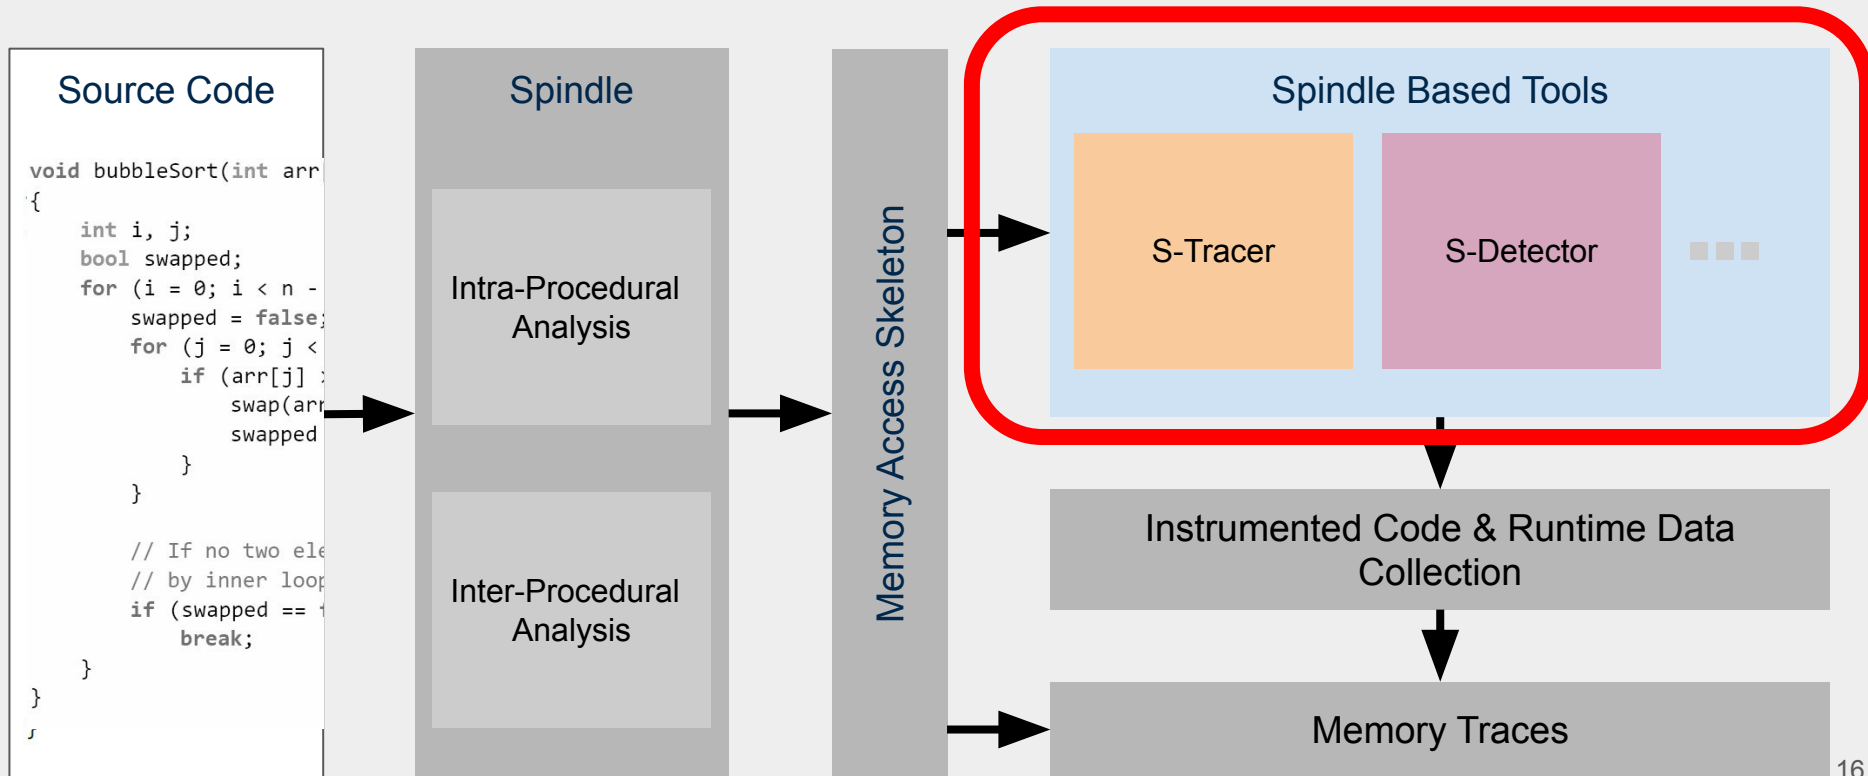 Source Code
void bubbleSort(int arr
{
int i, j;
bool swapped;
for (i = 0; i < n -
swapped = false;
for (j = 0; j <
if (arr[j] >
swap(arr
swapped
}
}
// If no two ele
// by inner loop
if (swapped == f
break;
}
}
Spindle
Intra-Procedural
Analysis
Inter-Procedural
Analysis
Memory Access Skeleton
Spindle Based Tools
S-Tracer
S-Detector
Instrumented Code & Runtime Data
Collection
Memory Traces
16